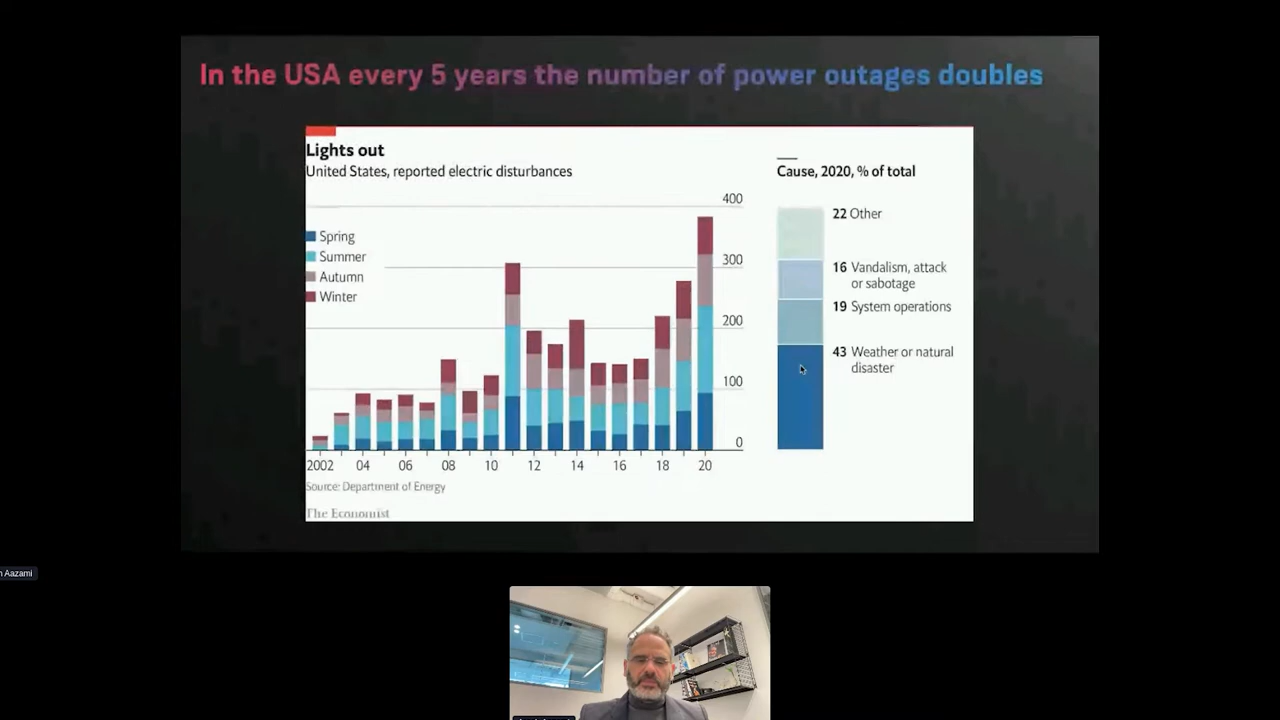 In the USA every 5 years the number of power outages doubles
Lights out
United States, reported electric disturbances
Spring
Summer
Autumn
Winter
400
300
200
100
0
2002
04
06
08
10
12
14
16
18
20
Source: Department of Energy
The Economist
Cause, 2020, % of total
22 Other
16 Vandalism, attack
or sabotage
19 System operations
43 Weather or natural
disaster
Aazami